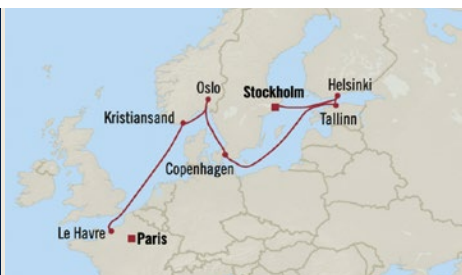 Oslo
Stockholm
Helsinki
Kristiansand
Tallinn
Copenhagen
Le Havre
Paris